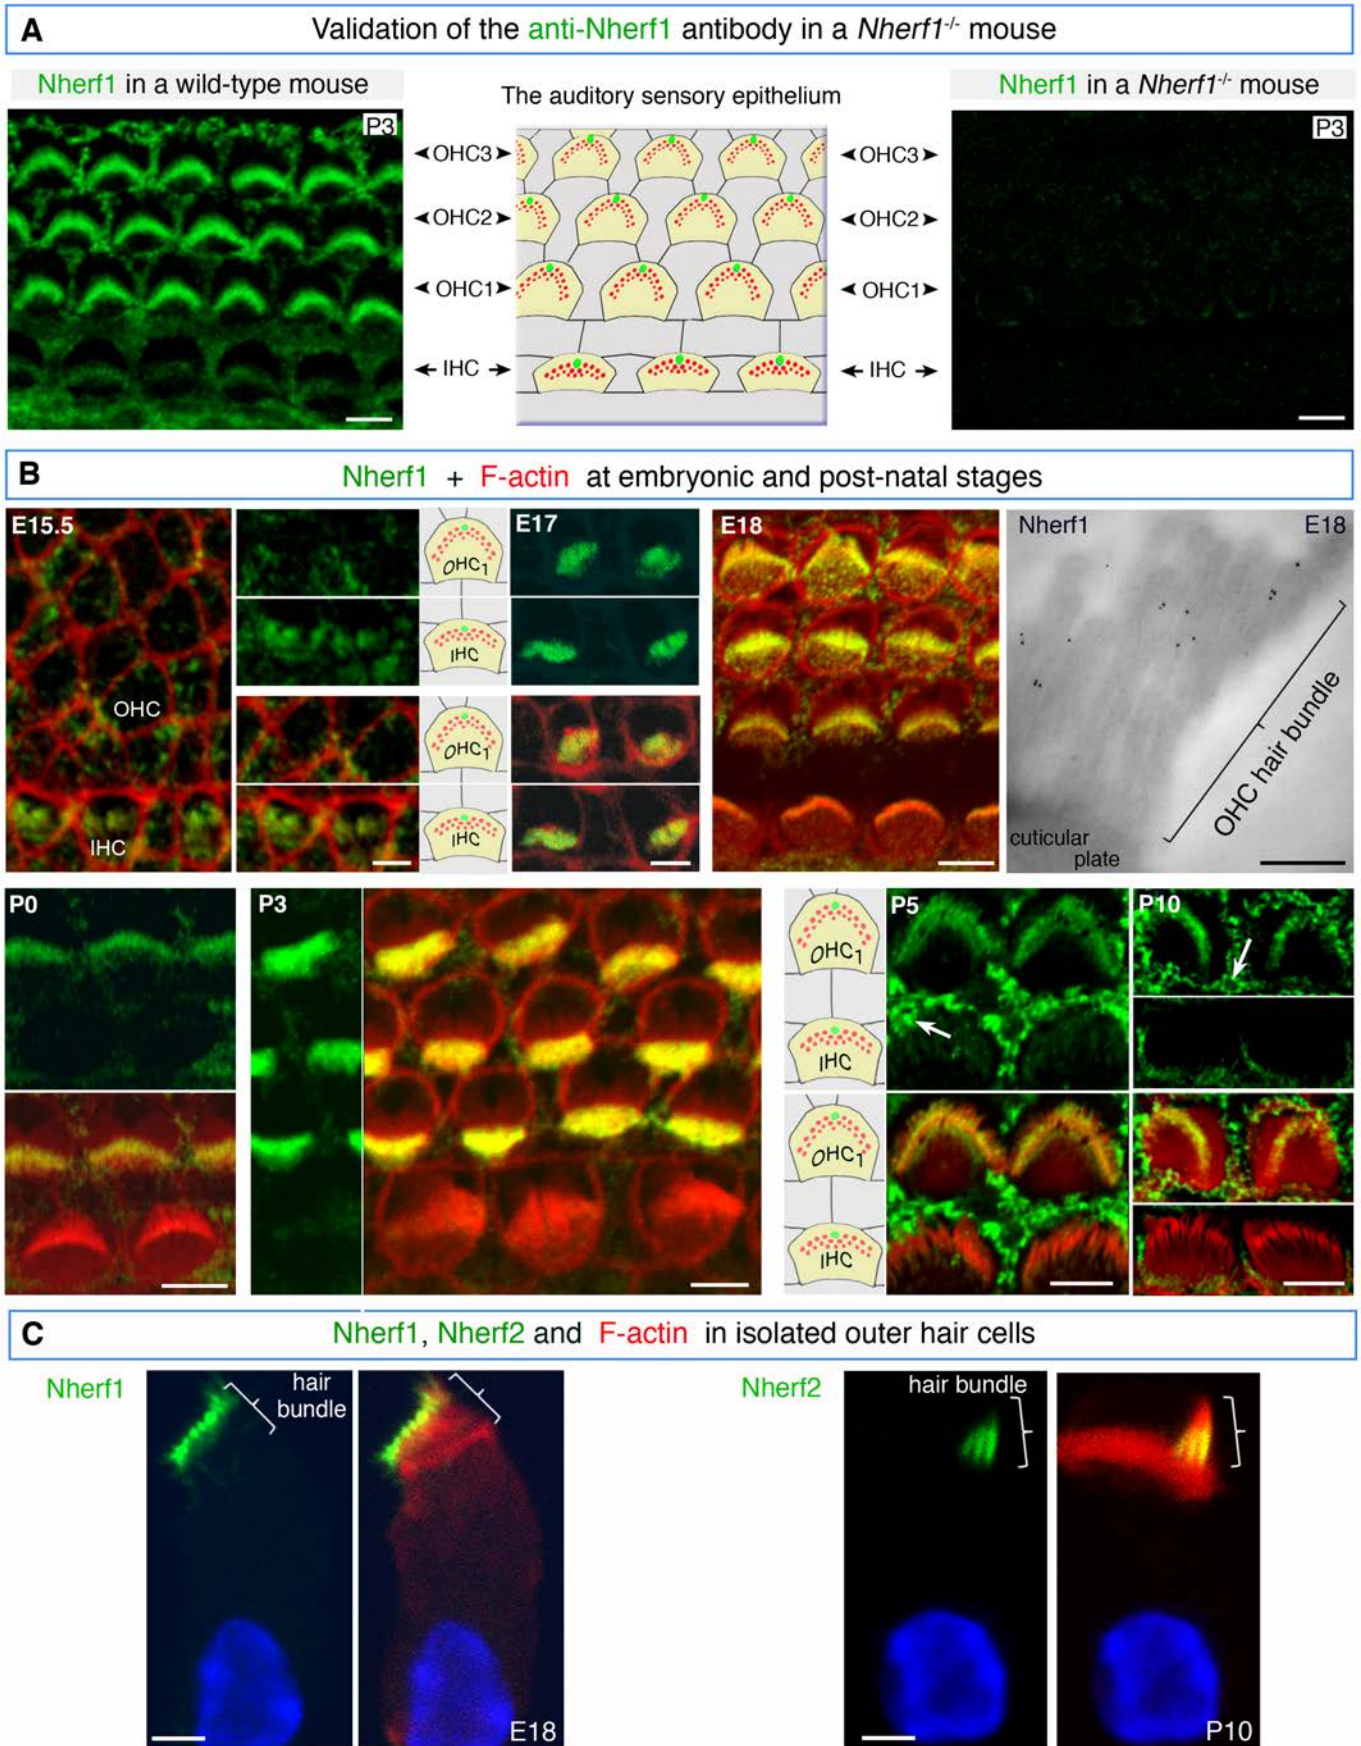 A Validation of the anti-Nherf1 antibody in a Nherf1-/- mouse
Nherf1 in a wild-type mouse
The auditory sensory epithelium
Nherf1 in a Nherf1-/- mouse
P3
OHC3
OHC2
OHC1
IHC
OHC3
OHC2
OHC1
IHC
P3
B Nherf1 + F-actin at embryonic and post-natal stages
E15.5
OHC
IHC
OHC1
IHC
OHC1
IHC
E17
E18
Nherf1 E18
OHC hair bundle
cuticular
plate
P0
P3
OHC1
IHC
OHC1
IHC
P5
P10
C Nherf1, Nherf2 and F-actin in isolated outer hair cells
Nherf1
hair
bundle
E18
Nherf2
hair bundle
P10